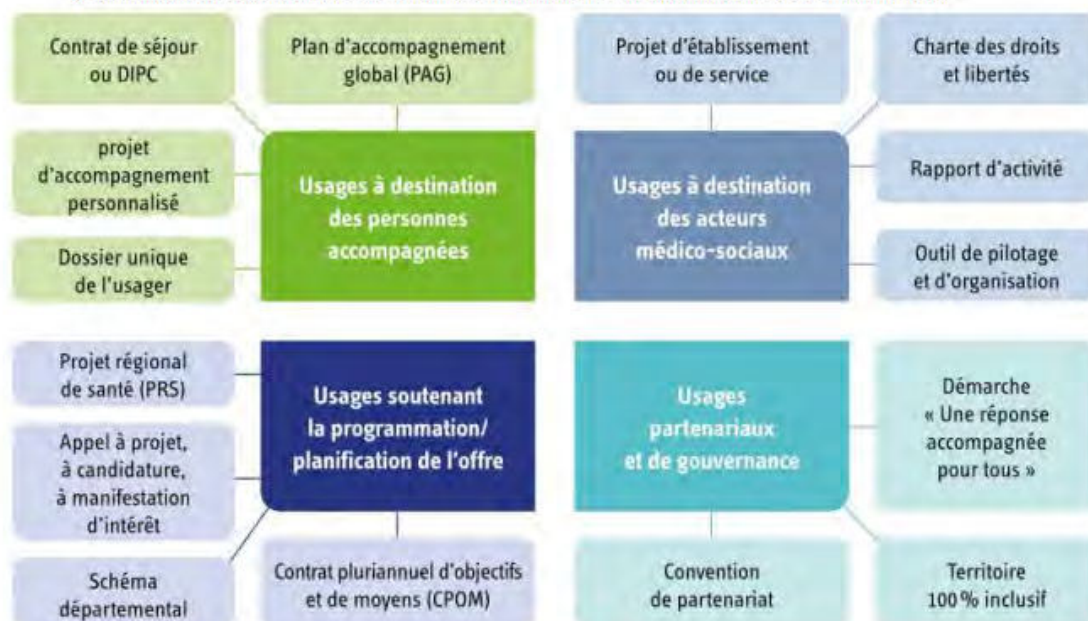 Contrat de séjour
ou DIPC
Plan d'accompagnement
global (PAG)
projet
d'accompagnement
personnalisé
Dossier unique
de l'usager
Usages à destination
des personnes
accompagnées
Projet d'établissement
ou de service
Charte des droits
et libertés
Usages à destination
des acteurs
médico-sociaux
Rapport d'activité
Outil de pilotage
et d'organisation
Projet régional
de santé (PRS)
Appel à projet,
à candidature,
à manifestation
d'intérêt
Schéma
départemental
Usages soutenant
la programmation/
planification de l'offre
Contrat pluriannuel d'objectifs
et de moyens (CPOM)
Usages
partenariaux
et de gouvernance
Démarche
« Une réponse
accompagnée
pour tous »
Convention
de partenariat
Territoire
100 % inclusif